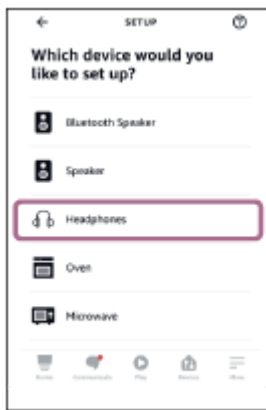 SETUP
Which device would you
like to set up?
Bluetooth Speaker
Speaker
Headphones
Oven
Microwave
Home
Communicate
Play
Devices
More